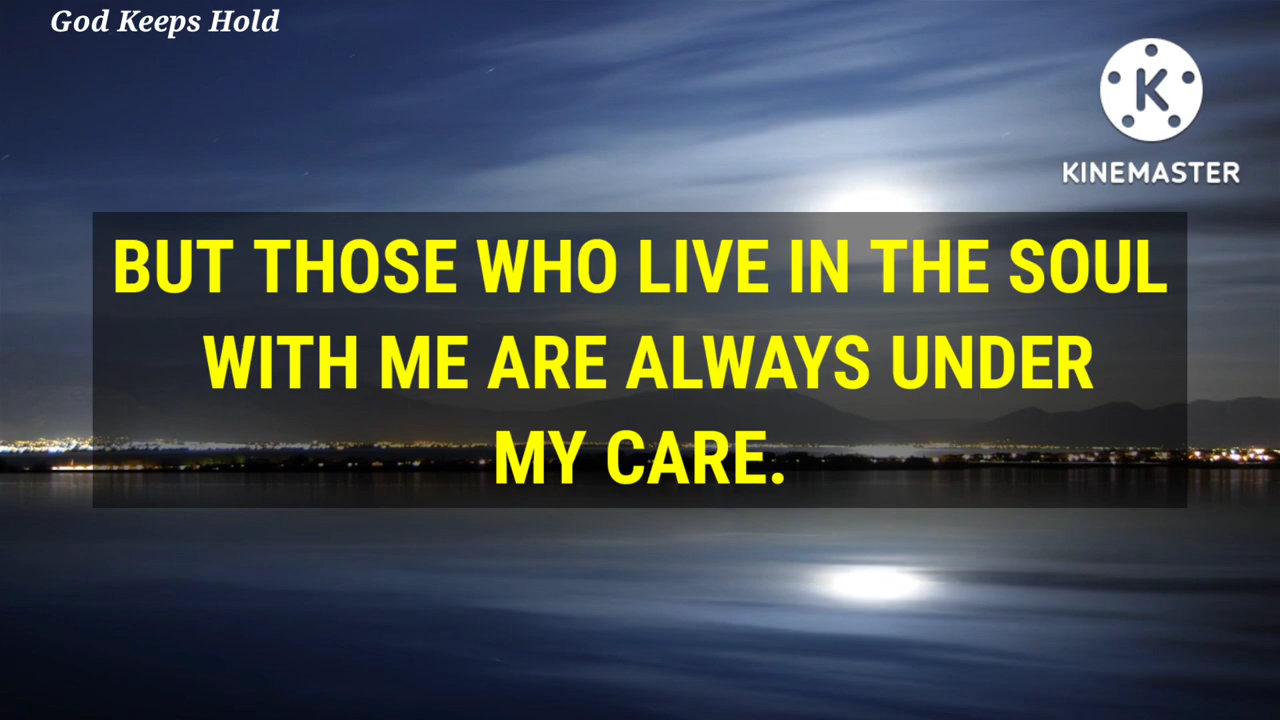 God Keeps Hold
K
KINEMASTER
BUT THOSE WHO LIVE IN THE SOUL
WITH ME ARE ALWAYS UNDER
MY CARE.